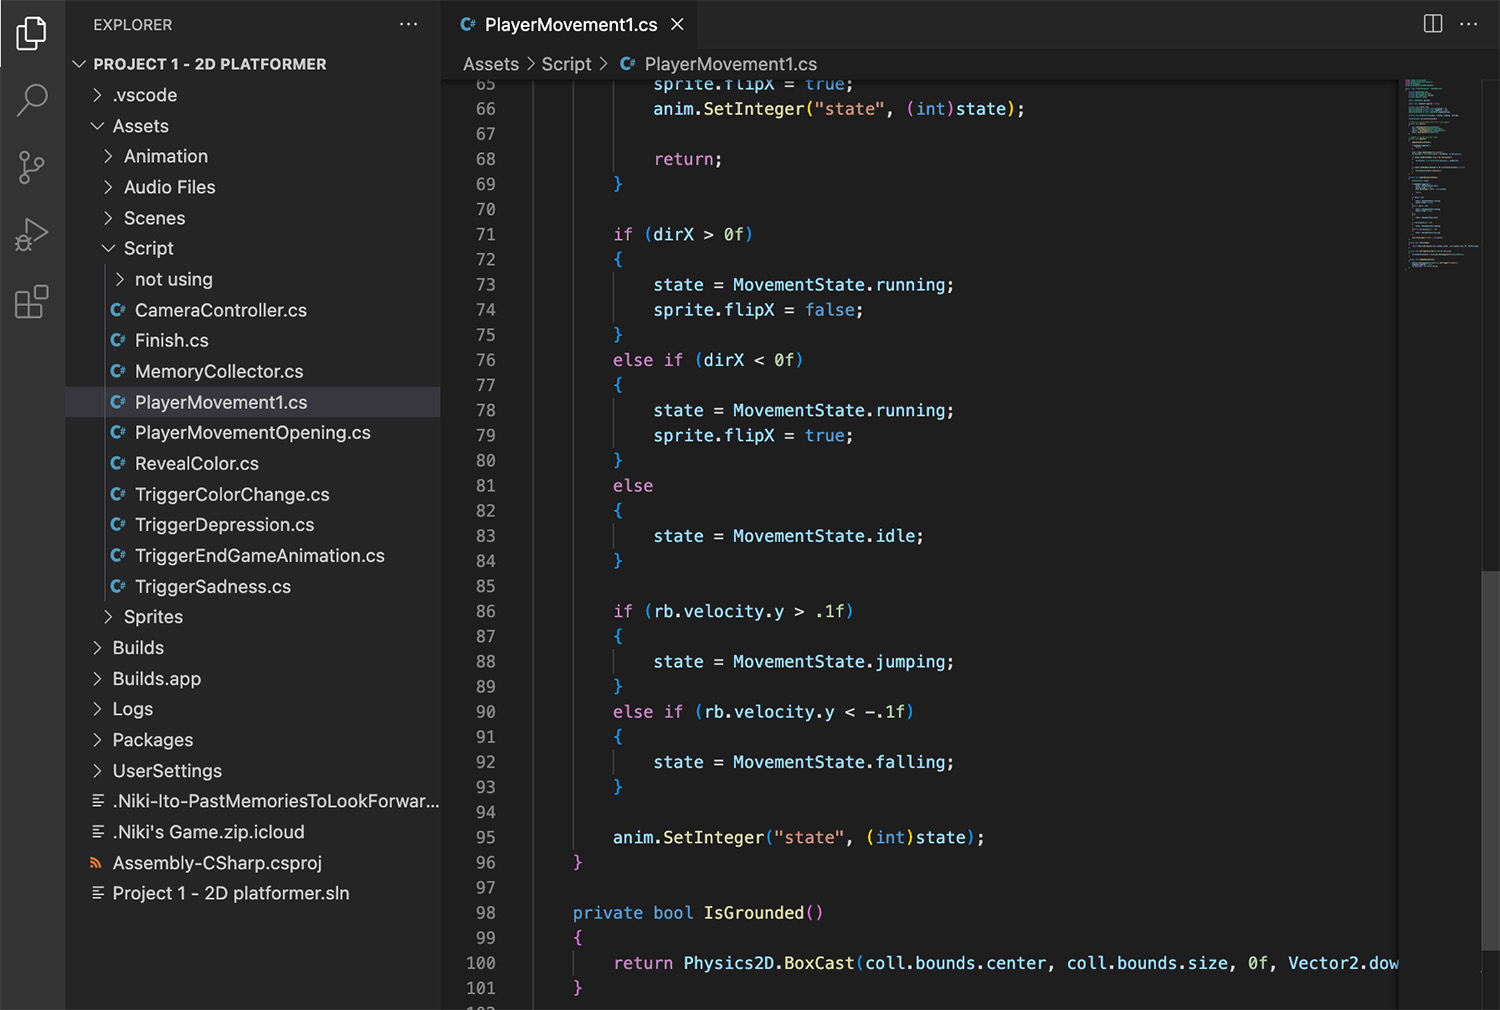 EXPLORER
PROJECT 1 - 2D PLATFORMER
.vscode
Assets
Animation
Audio Files
Scenes
Script
not using
CameraController.cs
Finish.cs
MemoryCollector.cs
PlayerMovement1.cs
PlayerMovementOpening.cs
RevealColor.cs
TriggerColorChange.cs
TriggerDepression.cs
TriggerEndGameAnimation.cs
TriggerSadness.cs
Sprites
Builds
Builds.app
Logs
Packages
UserSettings
.Niki-Ito-PastMemoriesToLookForwar...
.Niki's Game.zip.icloud
Assembly-CSharp.csproj
Project 1 - 2D platformer.sln
C# PlayerMovement1.cs
Assets > Script > C# PlayerMovement1.cs
65 sprite.flipX = true;
66 anim.SetInteger("state", (int)state);
67
68 return;
69 }
70
71 if (dirX > 0f)
72 {
73 state = MovementState.running;
74 sprite.flipX = false;
75 }
76 else if (dirX < 0f)
77 {
78 state = MovementState.running;
79 sprite.flipX = true;
80 }
81 else
82 {
83 state = MovementState.idle;
84 }
85
86 if (rb.velocity.y > .1f)
87 {
88 state = MovementState.jumping;
89 }
90 else if (rb.velocity.y < -.1f)
91 {
92 state = MovementState.falling;
93 }
94
95 anim.SetInteger("state", (int)state);
96 }
97
98 private bool IsGrounded()
99 {
100 return Physics2D.BoxCast(coll.bounds.center, coll.bounds.size, 0f, Vector2.dow
101 }